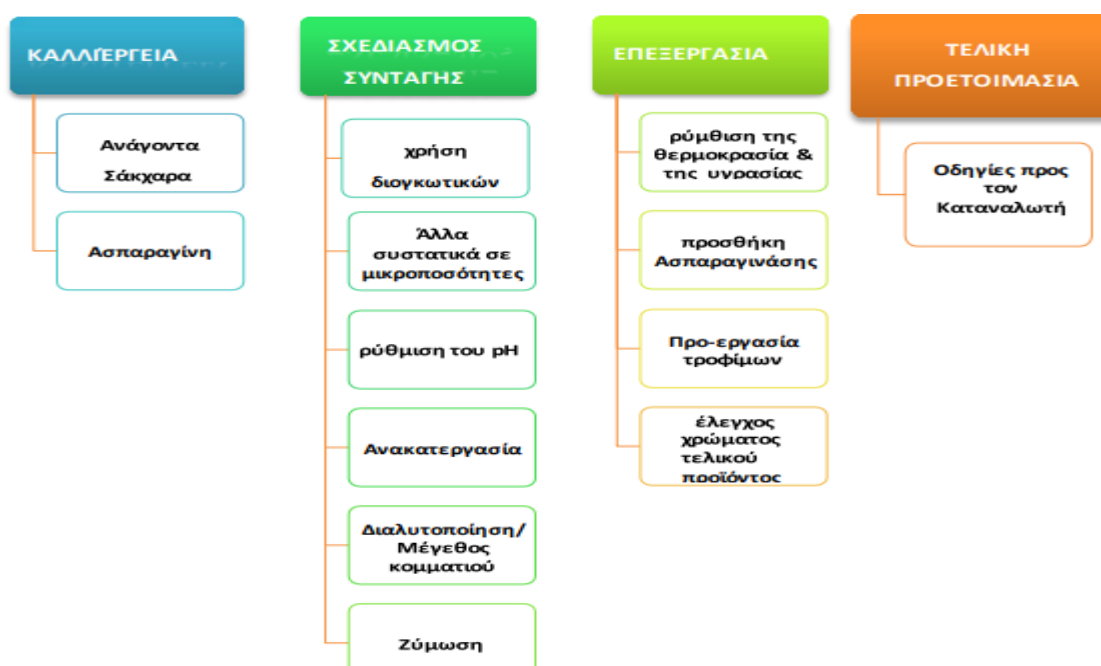 ΚΑΛΛΙΈΡΓΕΙΑ
Ανάγοντα
Σάκχαρα
Ασπαραγίνη
ΣΧΕΔΙΑΣΜΟΣ
ΣΥΝΤΑΓΗΣ
χρήση
διογκωτικών
Άλλα
συστατικά σε
μικροποσότητες
ρύθμιση του pH
Ανακατεργασία
Διαλυτοποίηση/
Μέγεθος
κομματιού
Ζύμωση
ΕΠΕΞΕΡΓΑΣΙΑ
ρύμθιση της
θερμοκρασία &
της υγρασίας
προσθήκη
Ασπαραγινάσης
Προ-εργασία
τροφίμων
έλεγχος
χρώματος
τελικού
προϊόντος
ΤΕΛΙΚΗ
ΠΡΟΕΤΟΙΜΑΣΙΑ
Οδηγίες προς
τον
Καταναλωτή